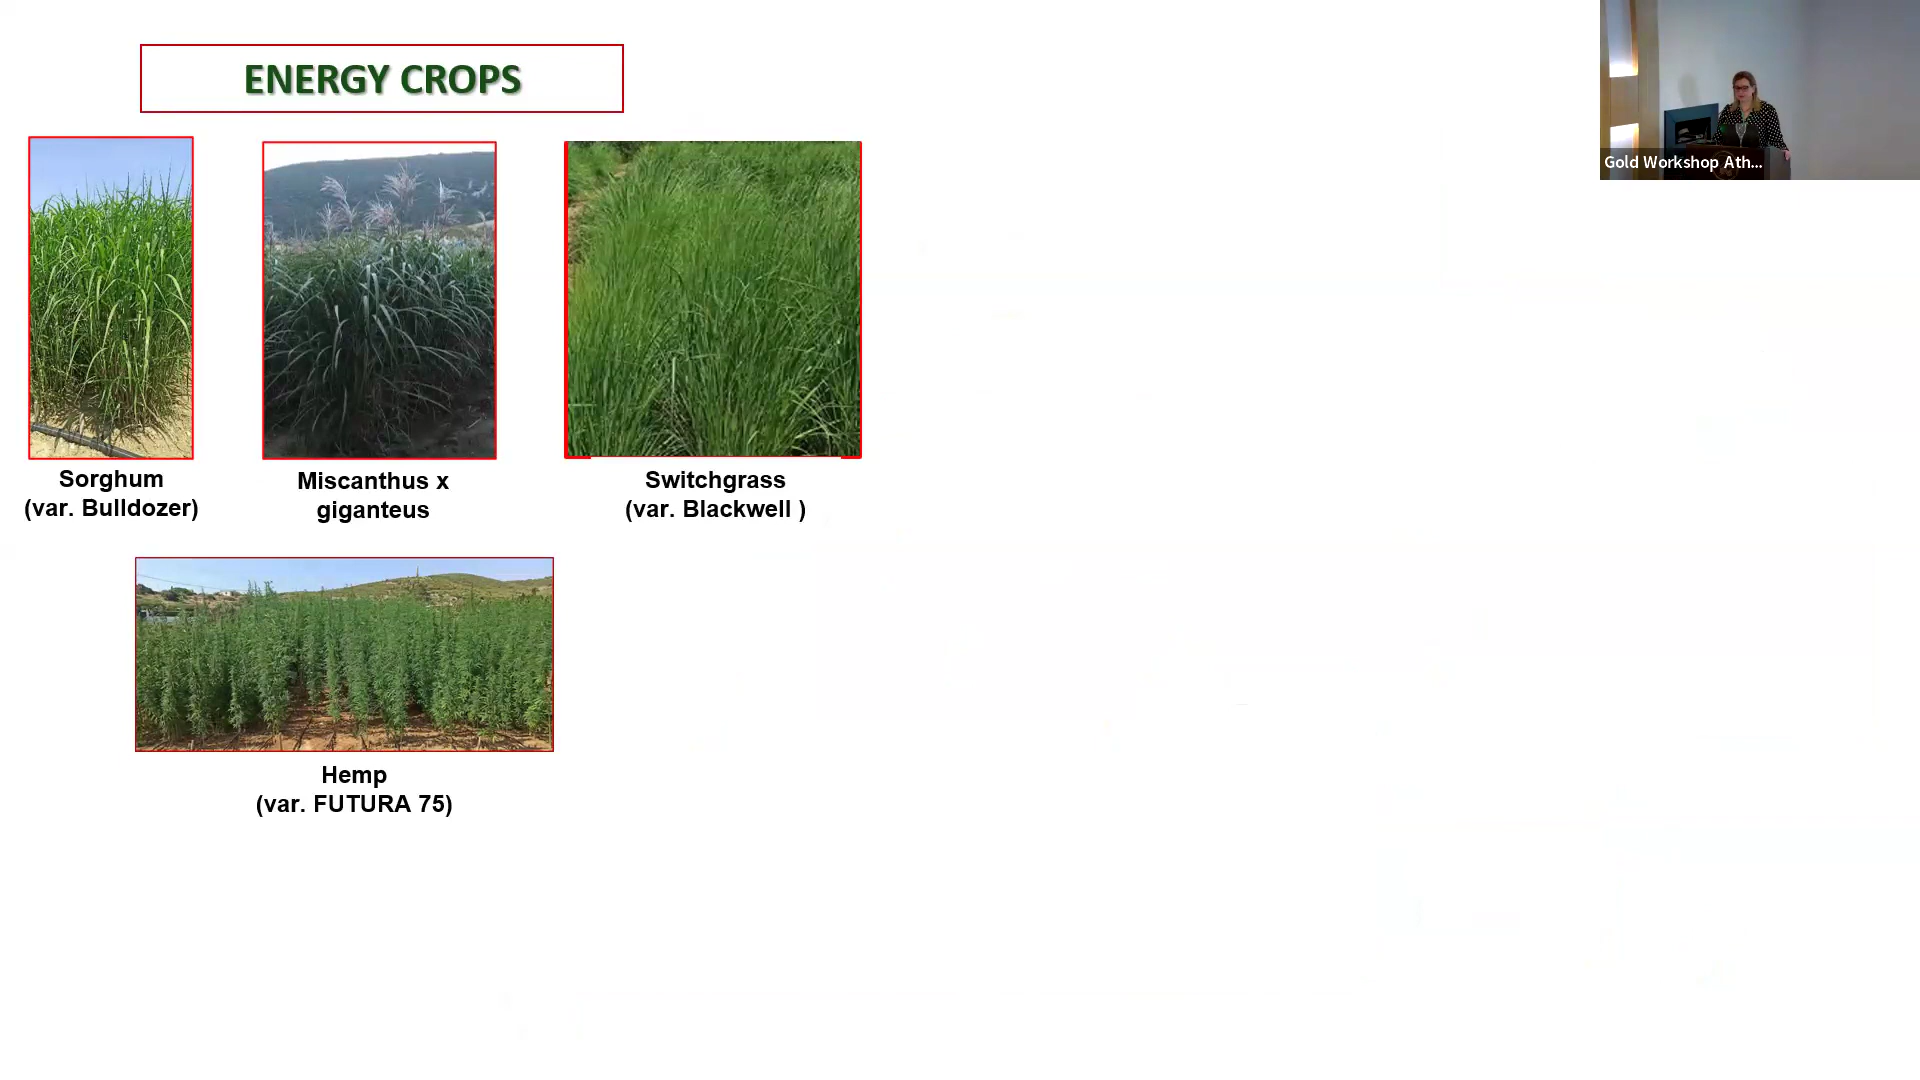 ENERGY CROPS
Gold Workshop Ath...
Sorghum
(var. Bulldozer)
Miscanthus x
giganteus
Switchgrass
(var. Blackwell )
Hemp
(var. FUTURA 75)